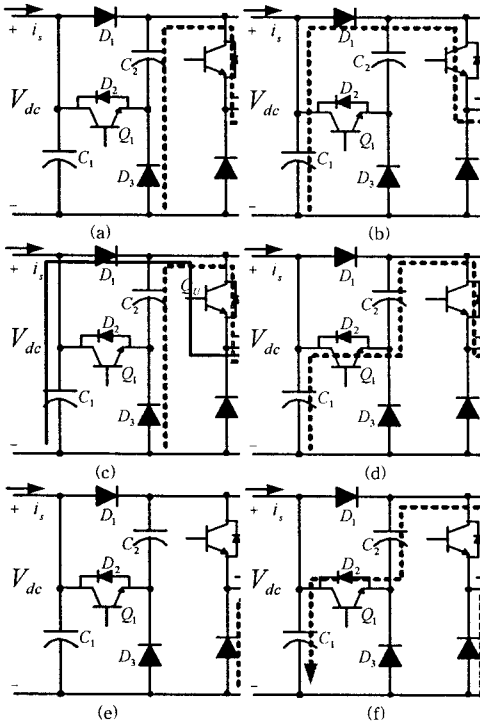 + i_s D_1 C_2 D_2 V_dc Q_1 C_1 D_3 −
(a)
+ i_s D_1 C_2 D_2 V_dc Q_1 C_1 D_3 −
(b)
+ i_s D_1 C_2 Q_u D_2 V_dc Q_1 C_1 D_3 −
(c)
+ i_s D_1 C_2 D_2 V_dc Q_1 C_1 D_3 −
(d)
+ i_s D_1 C_2 D_2 V_dc Q_1 C_1 D_3 −
(e)
+ i_s D_1 C_2 D_2 V_dc Q_1 C_1 D_3 −
(f)